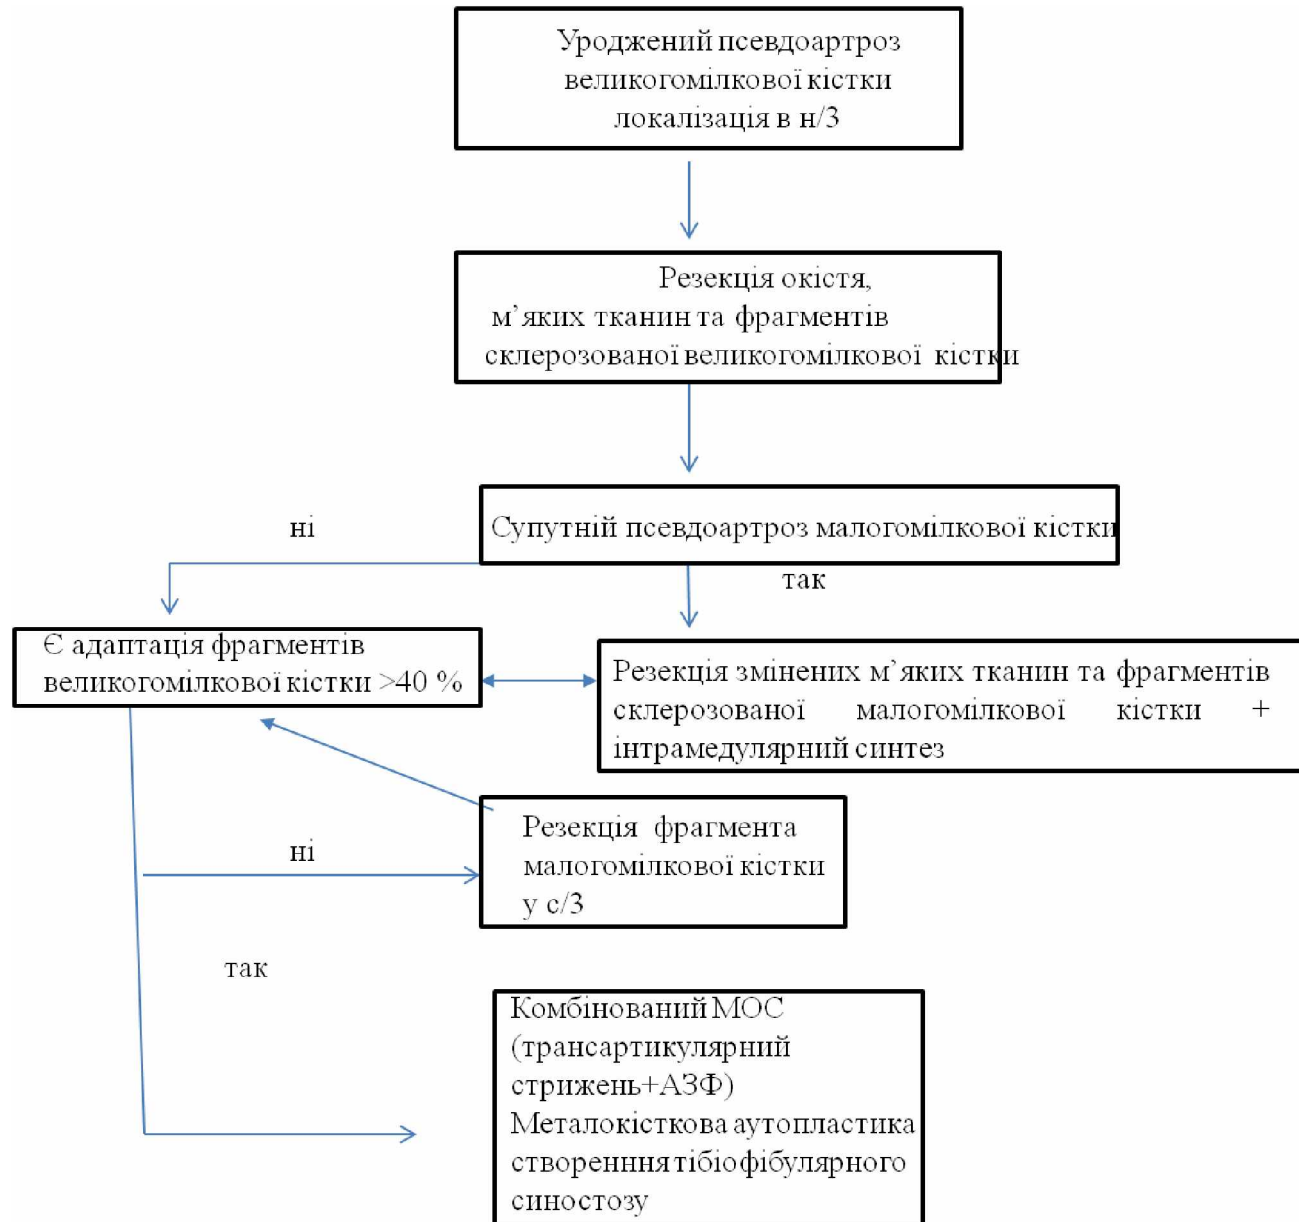 Уроджений псевдоартроз
великогомілкової кістки
локалізація в н/3
Резекція окістя,
м’яких тканин та фрагментів
склерозованої великогомілкової кістки
Супутній псевдоартроз малогомілкової кістки
ні
так
Є адаптація фрагментів
великогомілкової кістки >40 %
Резекція змінених м’яких тканин та фрагментів
склерозованої малогомілкової кістки +
інтрамедулярний синтез
Резекція фрагмента
малогомілкової кістки
у с/3
ні
так
Комбінований МОС
(трансартикулярний
стрижень+АЗФ)
Металокісткова аутопластика
створенння тібіофібулярного
синостозу